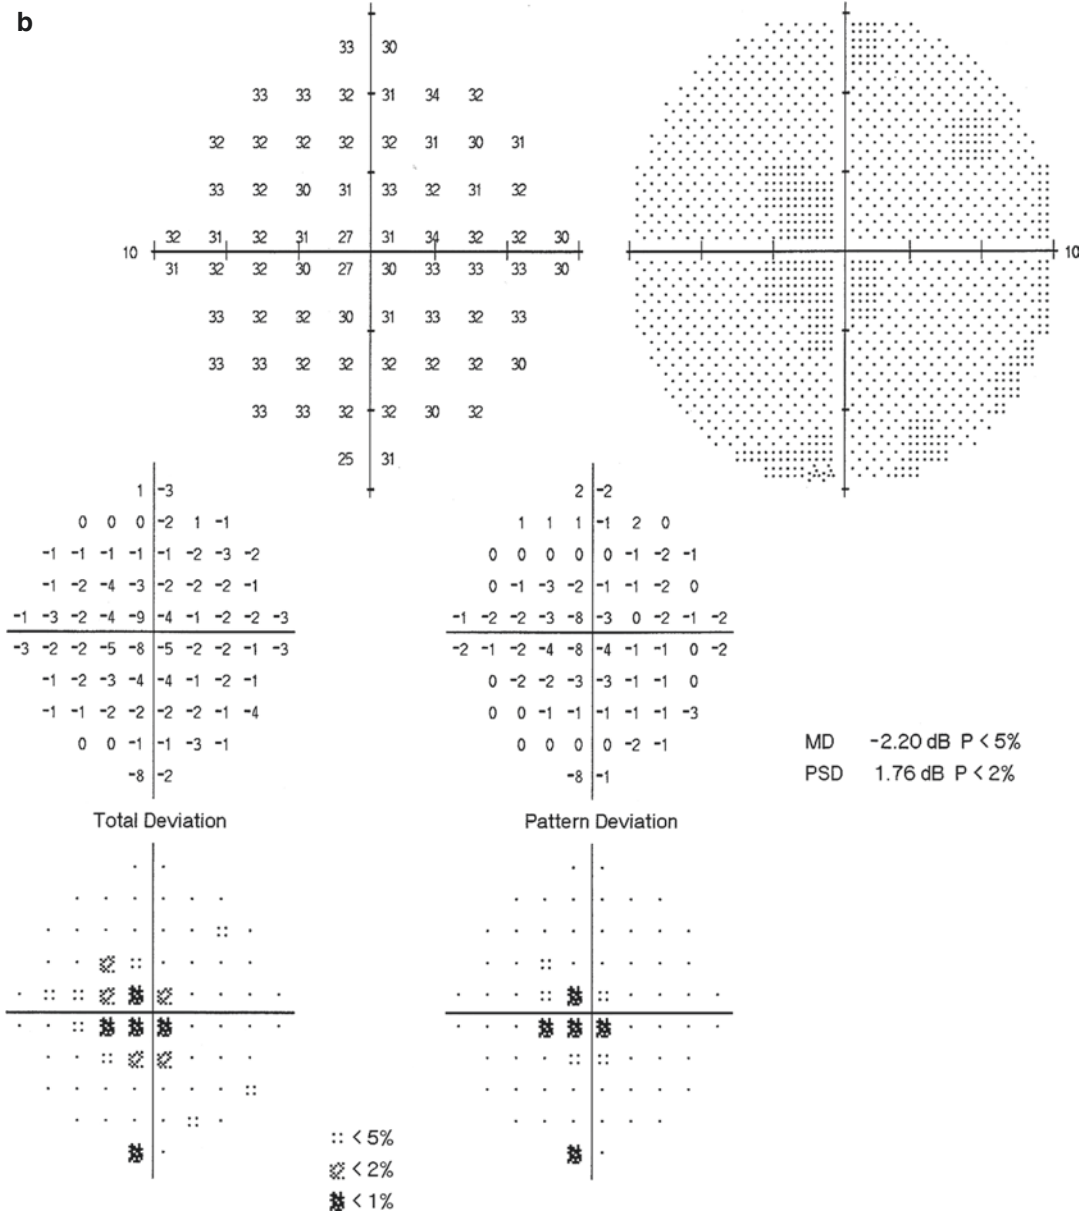 b
33 30
33 33 32 31 34 32
32 32 32 32 32 31 30 31
33 32 30 31 33 32 31 32
32 31 32 31 27 31 34 32 32 30
10 10
31 32 32 30 27 30 33 33 33 30
33 32 32 30 31 33 32 33
33 33 32 32 32 32 32 30
33 33 32 32 30 32
25 31
1 -3
0 0 0 -2 1 -1
-1 -1 -1 -1 -1 -2 -3 -2
-1 -2 -4 -3 -2 -2 -2 -1
-1 -3 -2 -4 -9 -4 -1 -2 -2 -3
-3 -2 -2 -5 -8 -5 -2 -2 -1 -3
-1 -2 -3 -4 -4 -1 -2 -1
-1 -1 -2 -2 -2 -2 -1 -4
0 0 -1 -1 -3 -1
-8 -2
Total Deviation
2 -2
1 1 1 -1 2 0
0 0 0 0 0 -1 -2 -1
0 -1 -3 -2 -1 -1 -2 0
-1 -2 -2 -3 -8 -3 0 -2 -1 -2
-2 -1 -2 -4 -8 -4 -1 -1 0 -2
0 -2 -2 -3 -3 -1 -1 0
0 0 -1 -1 -1 -1 -1 -3
0 0 0 0 -2 -1
-8 -1
Pattern Deviation
MD -2.20 dB P < 5%
PSD 1.76 dB P < 2%
< 5%
< 2%
< 1%